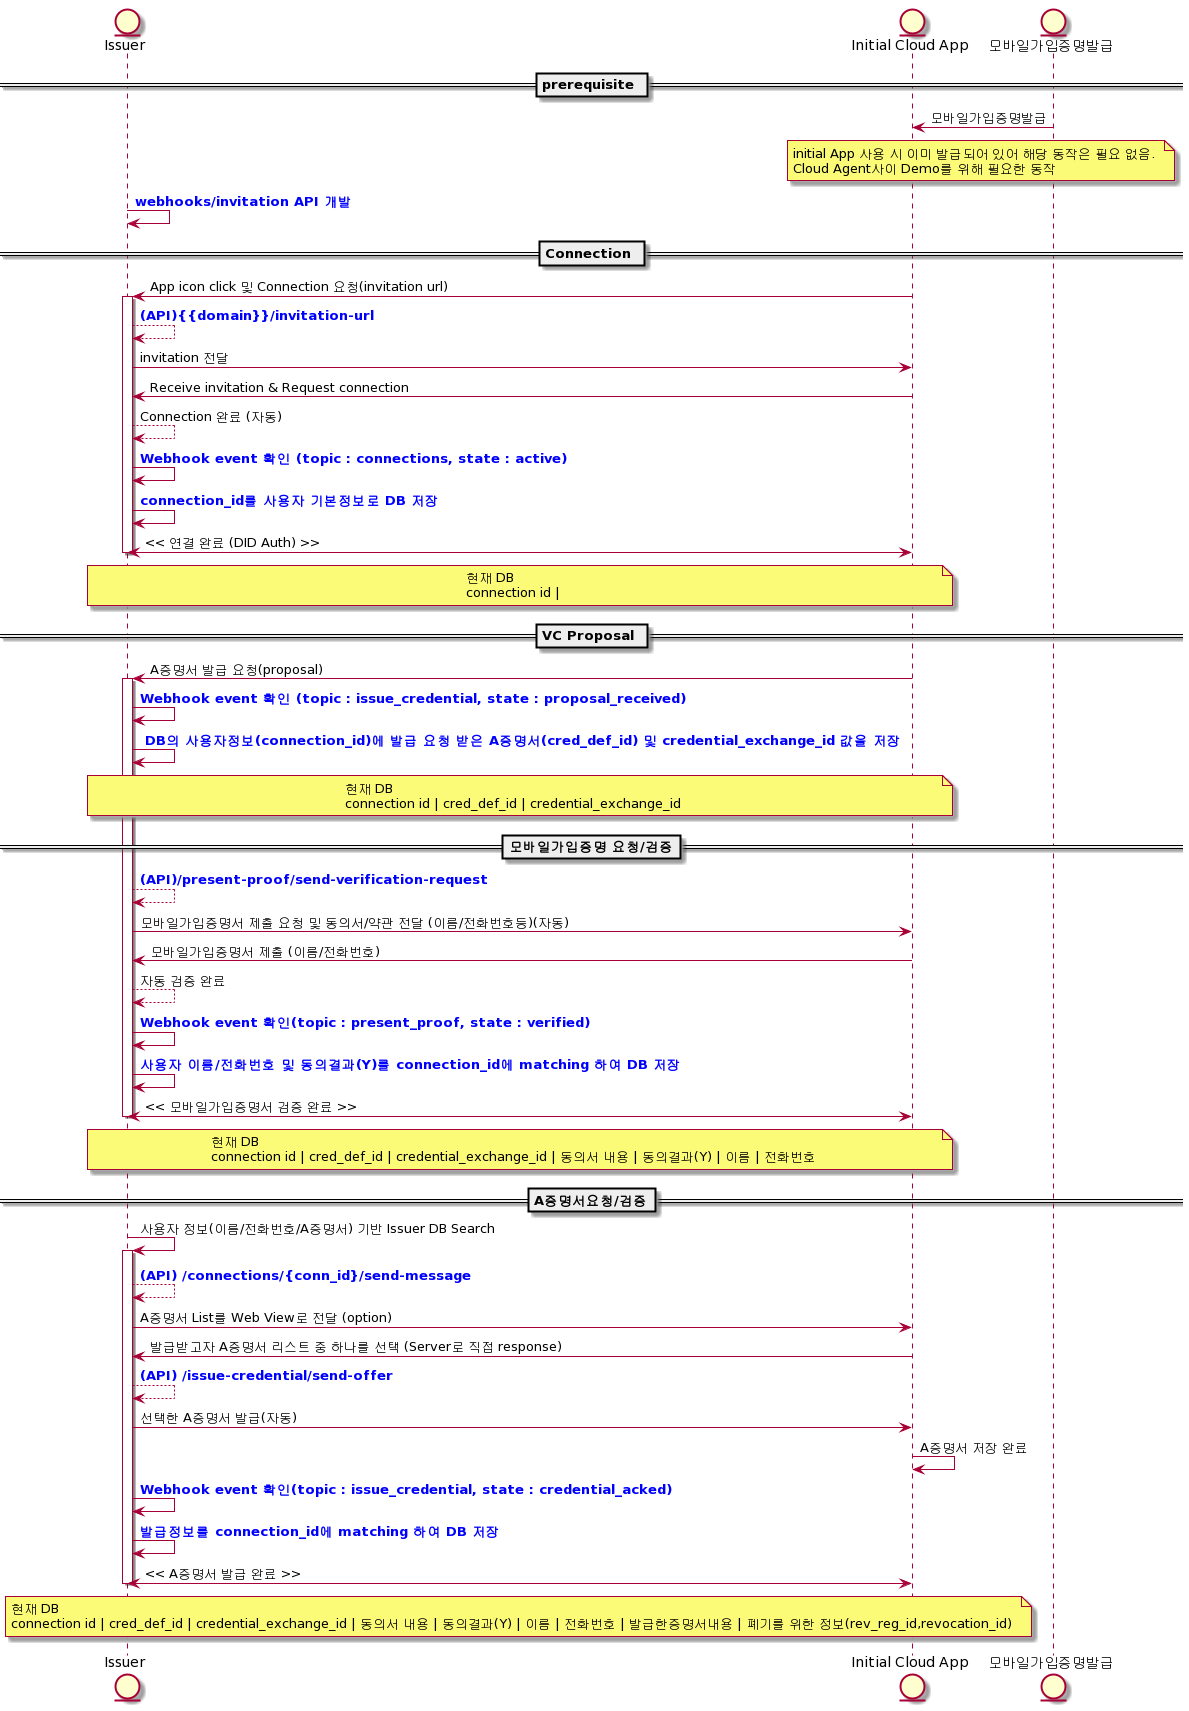 Issuer
Initial Cloud App
모바일가입증명발급
prerequisite
모바일가입증명발급
initial App 사용 시 이미 발급되어 있어 해당 동작은 필요 없음.
Cloud Agent사이 Demo를 위해 필요한 동작
webhooks/invitation API 개발
Connection
App icon click 및 Connection 요청(invitation url)
(API){{domain}}/invitation-url
invitation 전달
Receive invitation & Request connection
Connection 완료 (자동)
Webhook event 확인 (topic : connections, state : active)
connection_id를 사용자 기본정보로 DB 저장
<< 연결 완료 (DID Auth) >>
현재 DB
connection id |
VC Proposal
A증명서 발급 요청(proposal)
Webhook event 확인 (topic : issue_credential, state : proposal_received)
DB의 사용자정보(connection_id)에 발급 요청 받은 A증명서(cred_def_id) 및 credential_exchange_id 값을 저장
현재 DB
connection id | cred_def_id | credential_exchange_id
모바일가입증명 요청/검증
(API)/present-proof/send-verification-request
모바일가입증명서 제출 요청 및 동의서/약관 전달 (이름/전화번호등)(자동)
모바일가입증명서 제출 (이름/전화번호)
자동 검증 완료
Webhook event 확인(topic : present_proof, state : verified)
사용자 이름/전화번호 및 동의결과(Y)를 connection_id에 matching 하여 DB 저장
<< 모바일가입증명서 검증 완료 >>
현재 DB
connection id | cred_def_id | credential_exchange_id | 동의서 내용 | 동의결과(Y) | 이름 | 전화번호
A증명서요청/검증
사용자 정보(이름/전화번호/A증명서) 기반 Issuer DB Search
(API) /connections/{conn_id}/send-message
A증명서 List를 Web View로 전달 (option)
발급받고자 A증명서 리스트 중 하나를 선택 (Server로 직접 response)
(API) /issue-credential/send-offer
선택한 A증명서 발급(자동)
A증명서 저장 완료
Webhook event 확인(topic : issue_credential, state : credential_acked)
발급정보를 connection_id에 matching 하여 DB 저장
<< A증명서 발급 완료 >>
현재 DB
connection id | cred_def_id | credential_exchange_id | 동의서 내용 | 동의결과(Y) | 이름 | 전화번호 | 발급한증명서내용 | 폐기를 위한 정보(rev_reg_id,revocation_id)
Issuer
Initial Cloud App
모바일가입증명발급